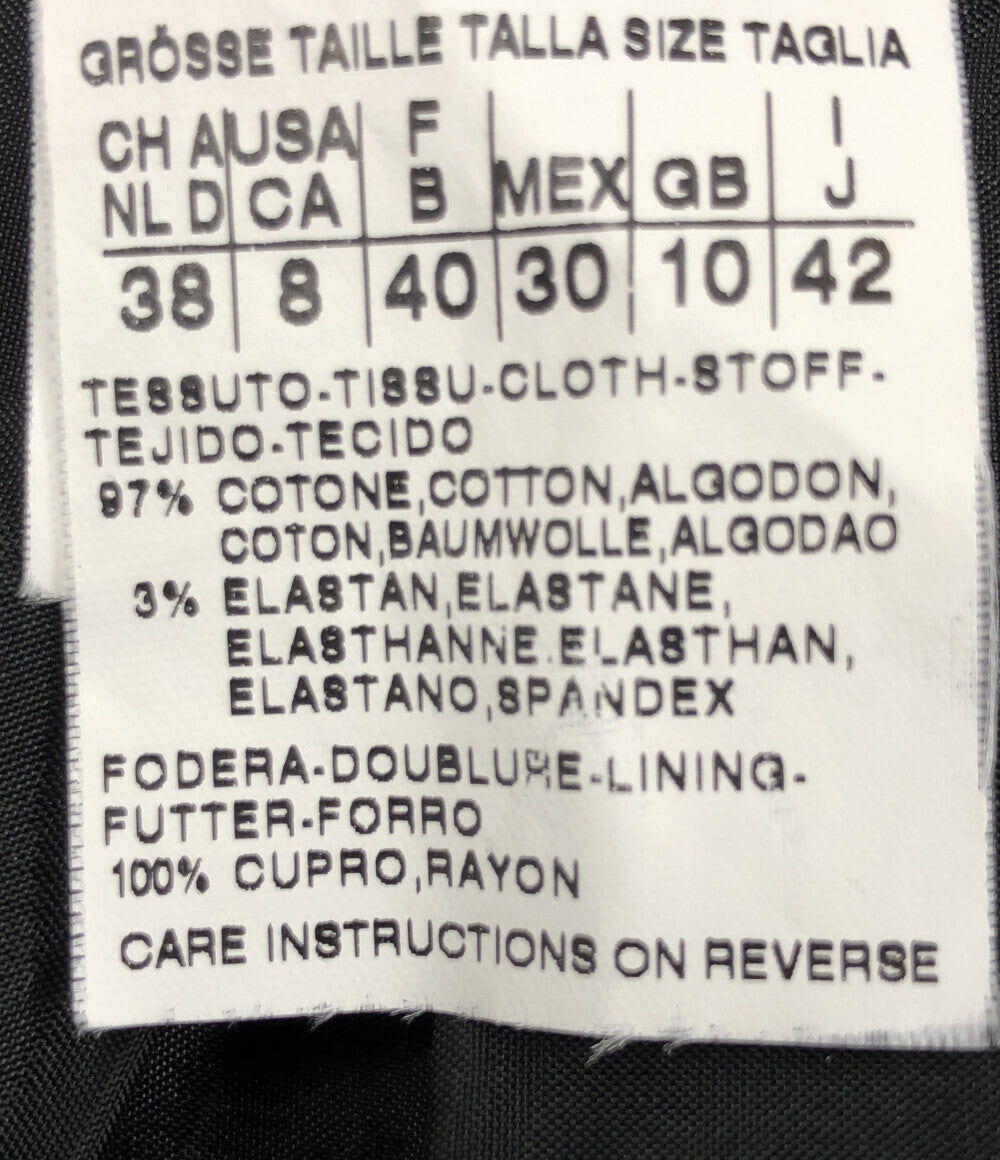 GRÖSSE TAILLE TALLA SIZE TAGLIA
CH A USA F I
NL D CA B MEX GB J
38 8 40 30 10 42
TESSUTO-TISSU-CLOTH-STOFF-
TEJIDO-TECIDO
97% COTONE,COTTON,ALGODON,
COTON,BAUMWOLLE,ALGODAO
3% ELASTAN,ELASTANE,
ELASTHANNE.ELASTHAN,
ELASTANO,SPANDEX
FODERA-DOUBLURE-LINING-
FUTTER-FORRO
100% CUPRO,RAYON
CARE INSTRUCTIONS ON REVERSE